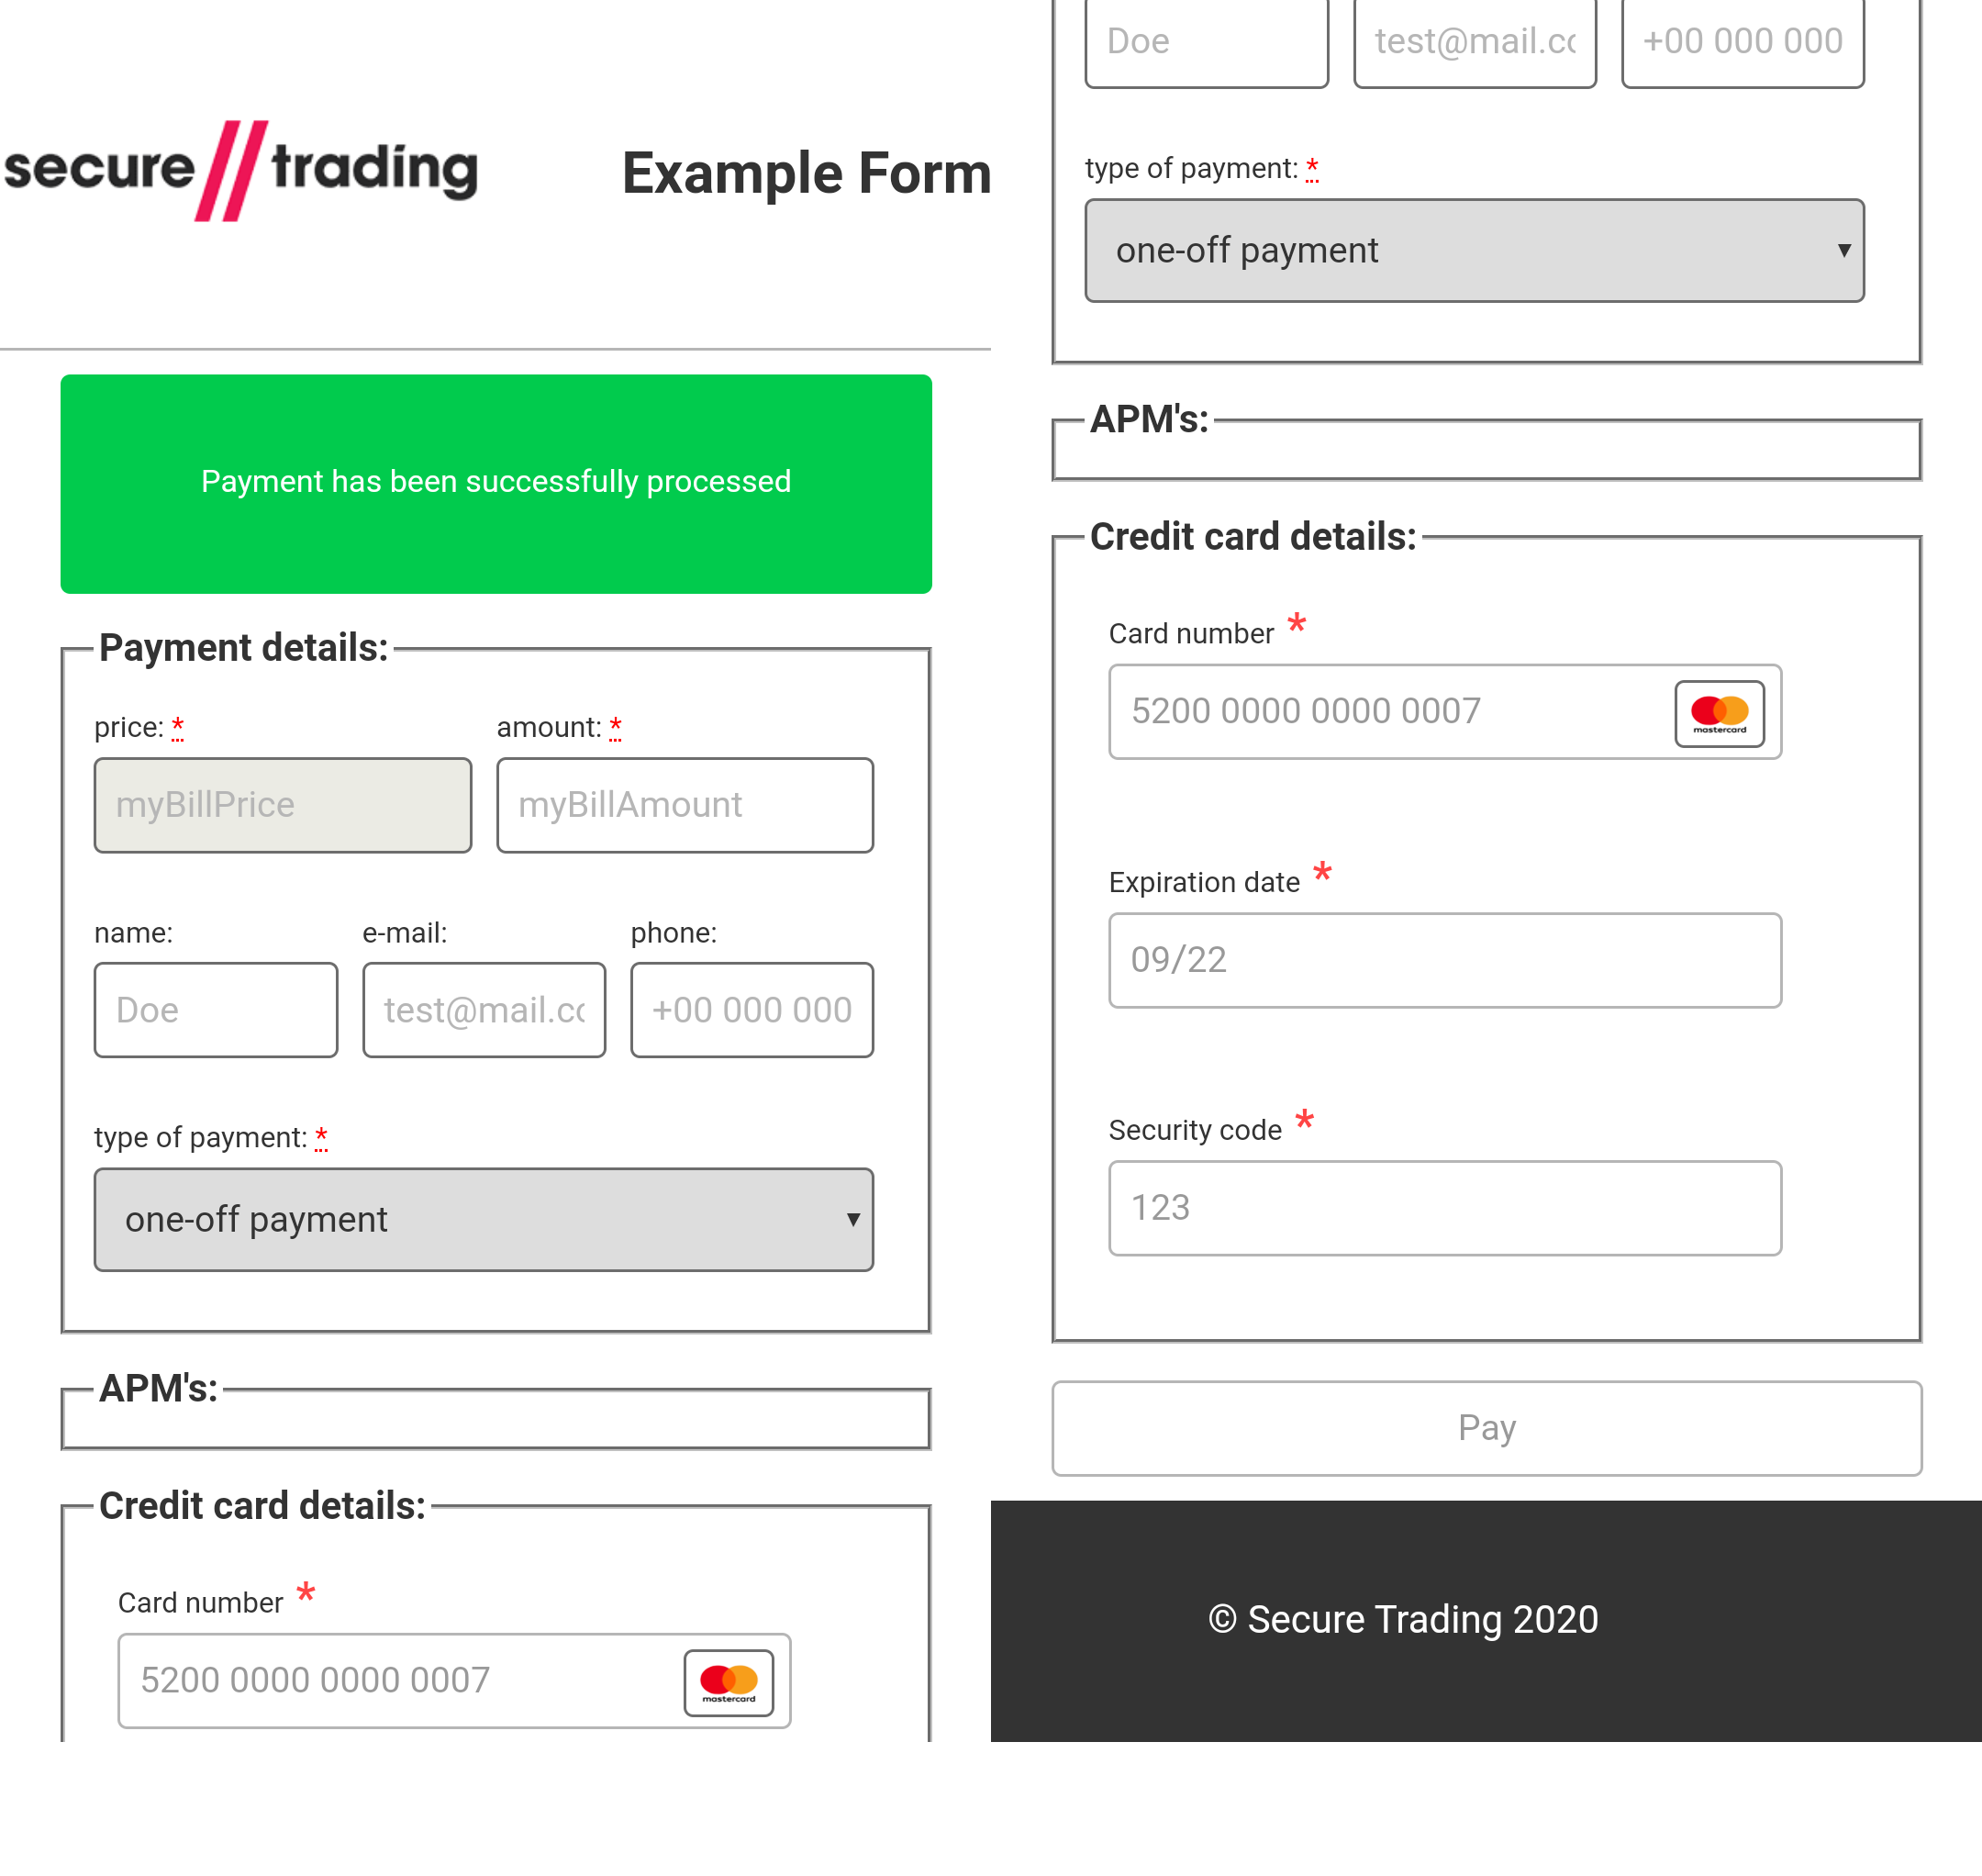 secure//trading
Example Form
Payment has been successfully processed
Payment details:
price: * amount: *
myBillPrice myBillAmount
name: e-mail: phone:
Doe test@mail.cc +00 000 000
type of payment: *
one-off payment
APM's:
Credit card details:
Card number *
5200 0000 0000 0007
mastercard
Doe test@mail.cc +00 000 000
type of payment: *
one-off payment
APM's:
Credit card details:
Card number *
5200 0000 0000 0007
mastercard
Expiration date *
09/22
Security code *
123
Pay
© Secure Trading 2020